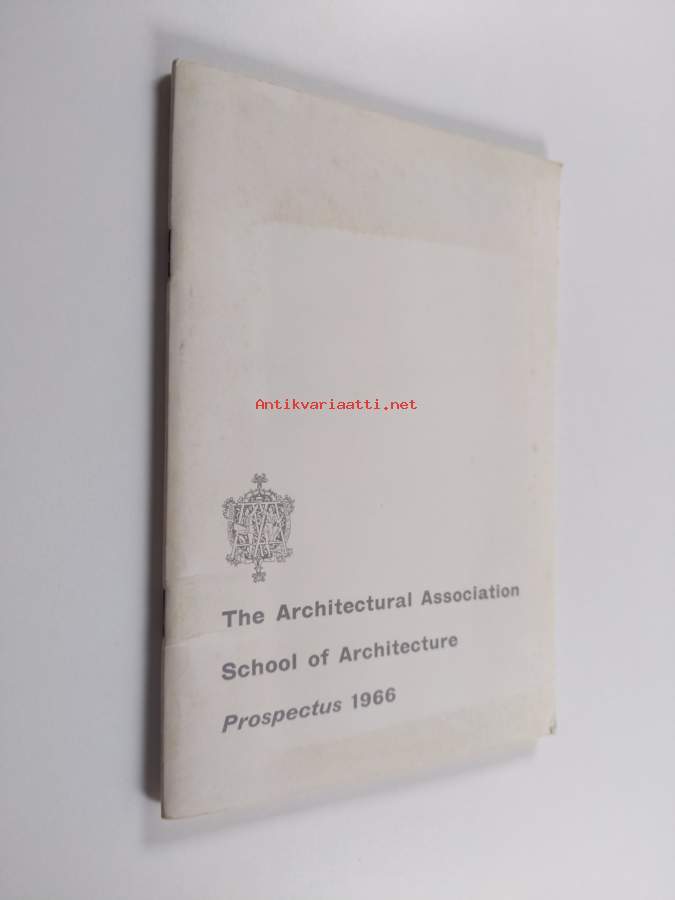 Antikvariaatti.net
The Architectural Association
School of Architecture
Prospectus 1966